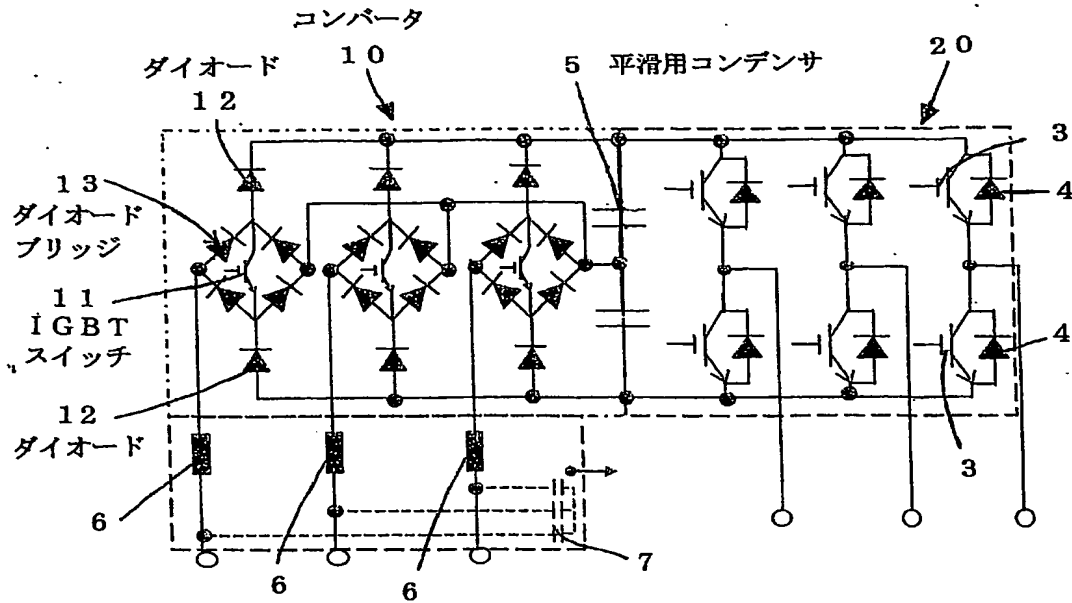 コンバータ
ダイオード
１０
５ 平滑用コンデンサ
２０
１２
３
１３
ダイオード
ブリッジ
４
１１
ＩＧＢＴ
スイッチ
４
１２
ダイオード
３
６
６
６
７